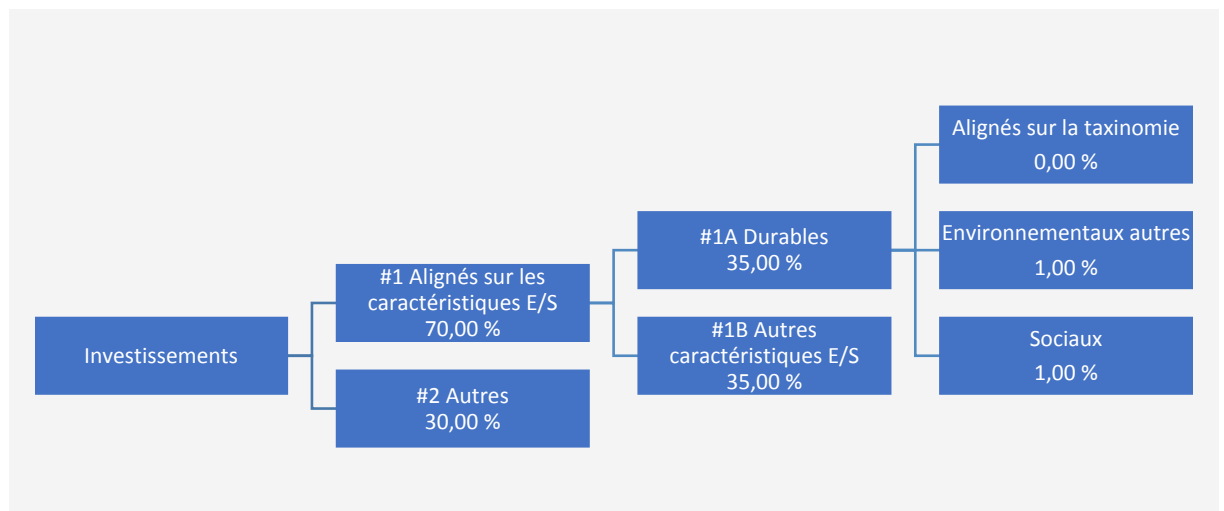 Investissements
#1 Alignés sur les
caractéristiques E/S
70,00 %
#2 Autres
30,00 %
#1A Durables
35,00 %
#1B Autres
caractéristiques E/S
35,00 %
Alignés sur la taxinomie
0,00 %
Environnementaux autres
1,00 %
Sociaux
1,00 %